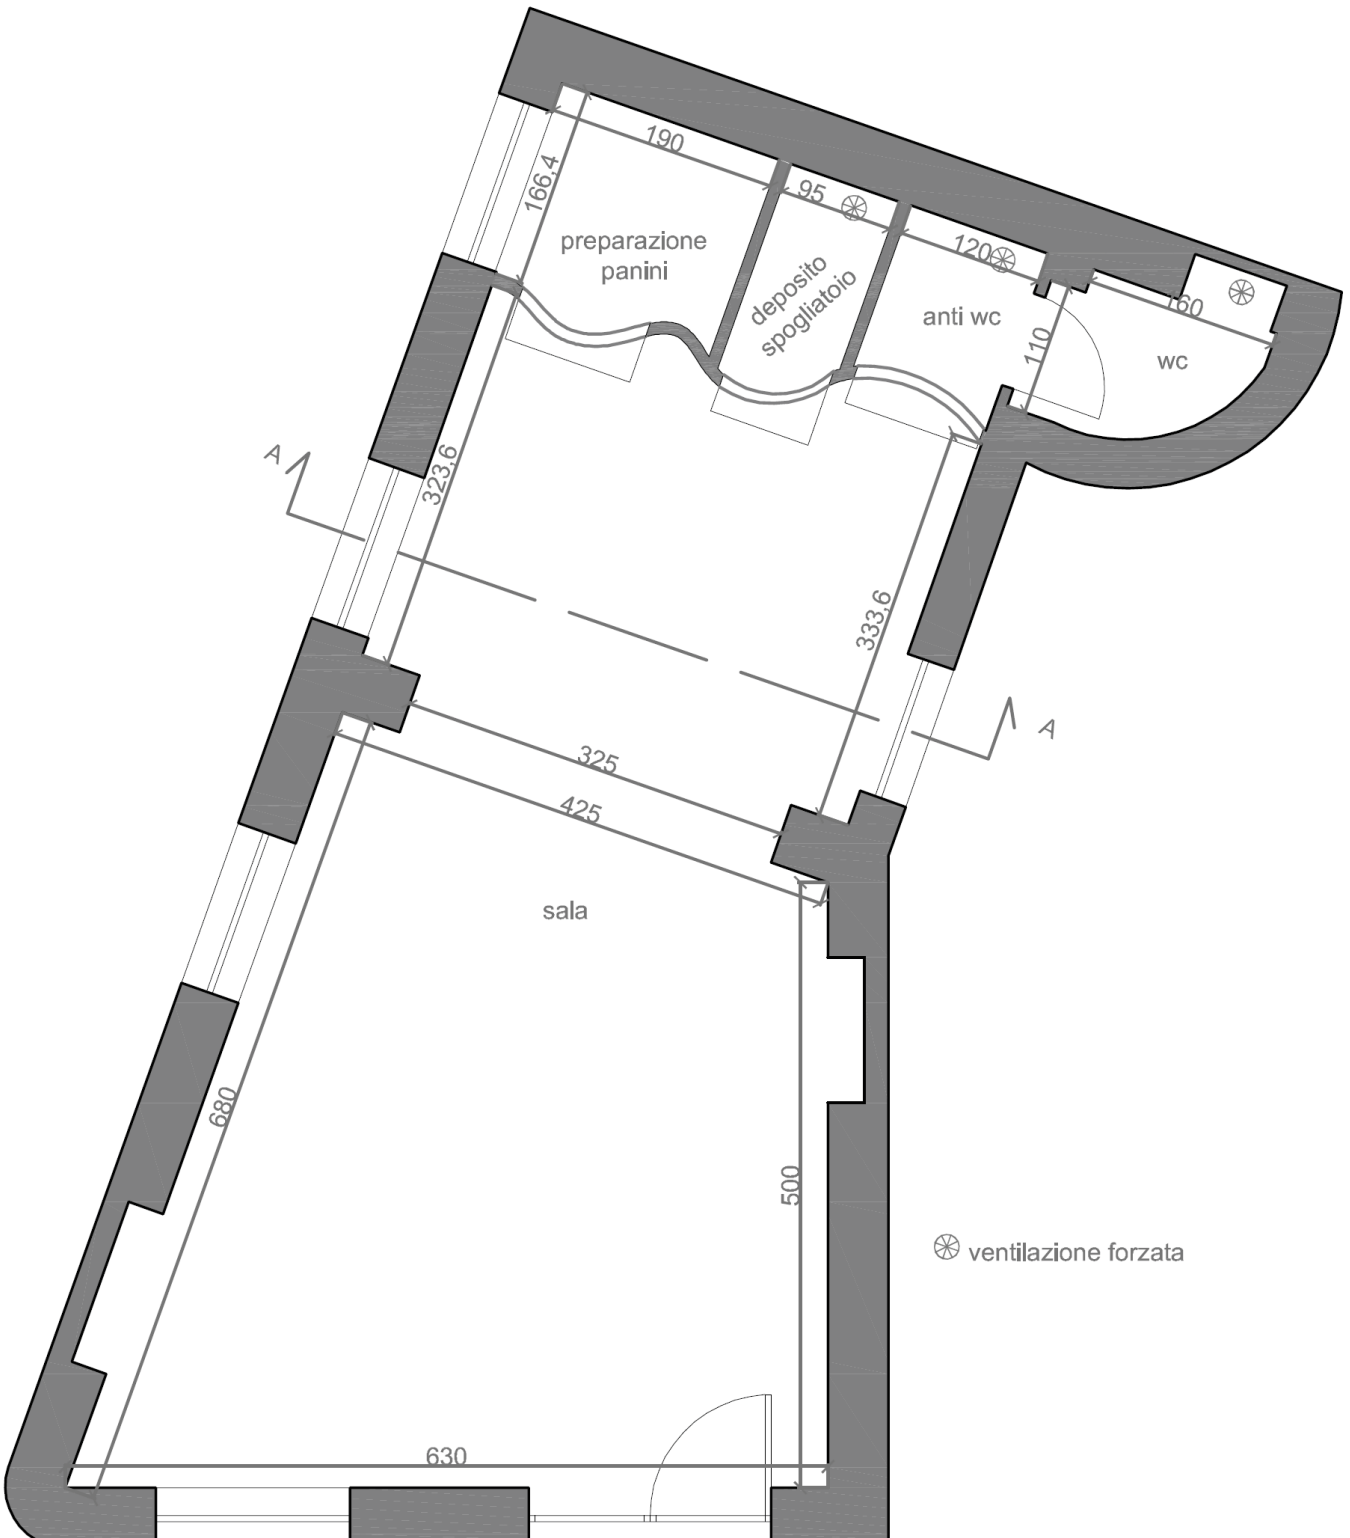 190
166,4
95
120
160
preparazione
panini
deposito
spogliatoio
anti wc
110
wc
A
323,6
333,6
A
325
425
sala
680
500
ventilazione forzata
630